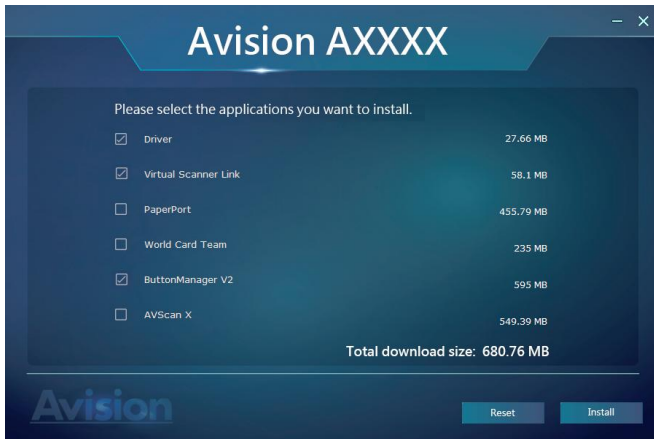 Avision AXXXX
Please select the applications you want to install.
Driver 27.66 MB
Virtual Scanner Link 58.1 MB
PaperPort 455.79 MB
World Card Team 235 MB
ButtonManager V2 595 MB
AVScan X 549.39 MB
Total download size: 680.76 MB
Avision
Reset Install